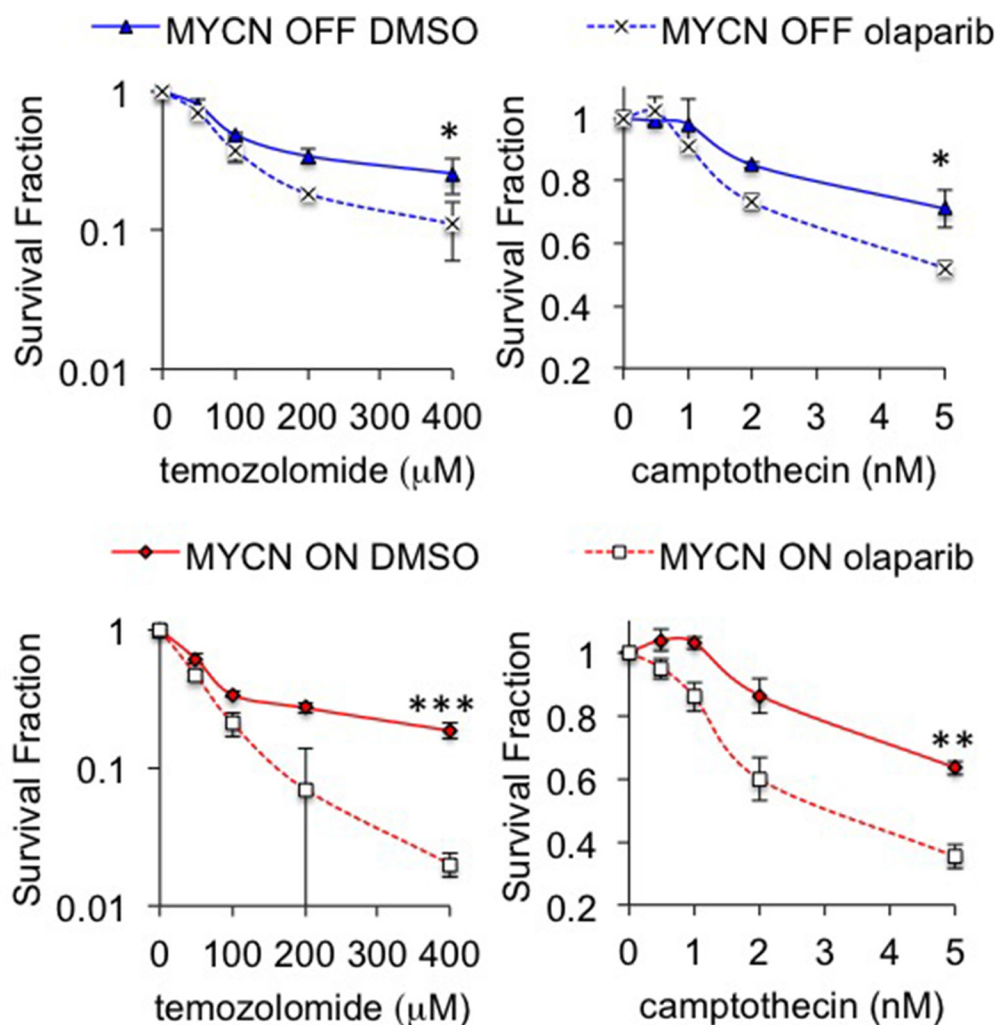 MYCN OFF DMSO
MYCN OFF olaparib
Survival Fraction
1
0.1
0.01
*
0 100 200 300 400
temozolomide (µM)
Survival Fraction
1
0.8
0.6
0.4
0.2
*
0 1 2 3 4 5
camptothecin (nM)
MYCN ON DMSO
MYCN ON olaparib
Survival Fraction
1
0.1
0.01
***
0 100 200 300 400
temozolomide (µM)
Survival Fraction
1
0.8
0.6
0.4
0.2
**
0 1 2 3 4 5
camptothecin (nM)